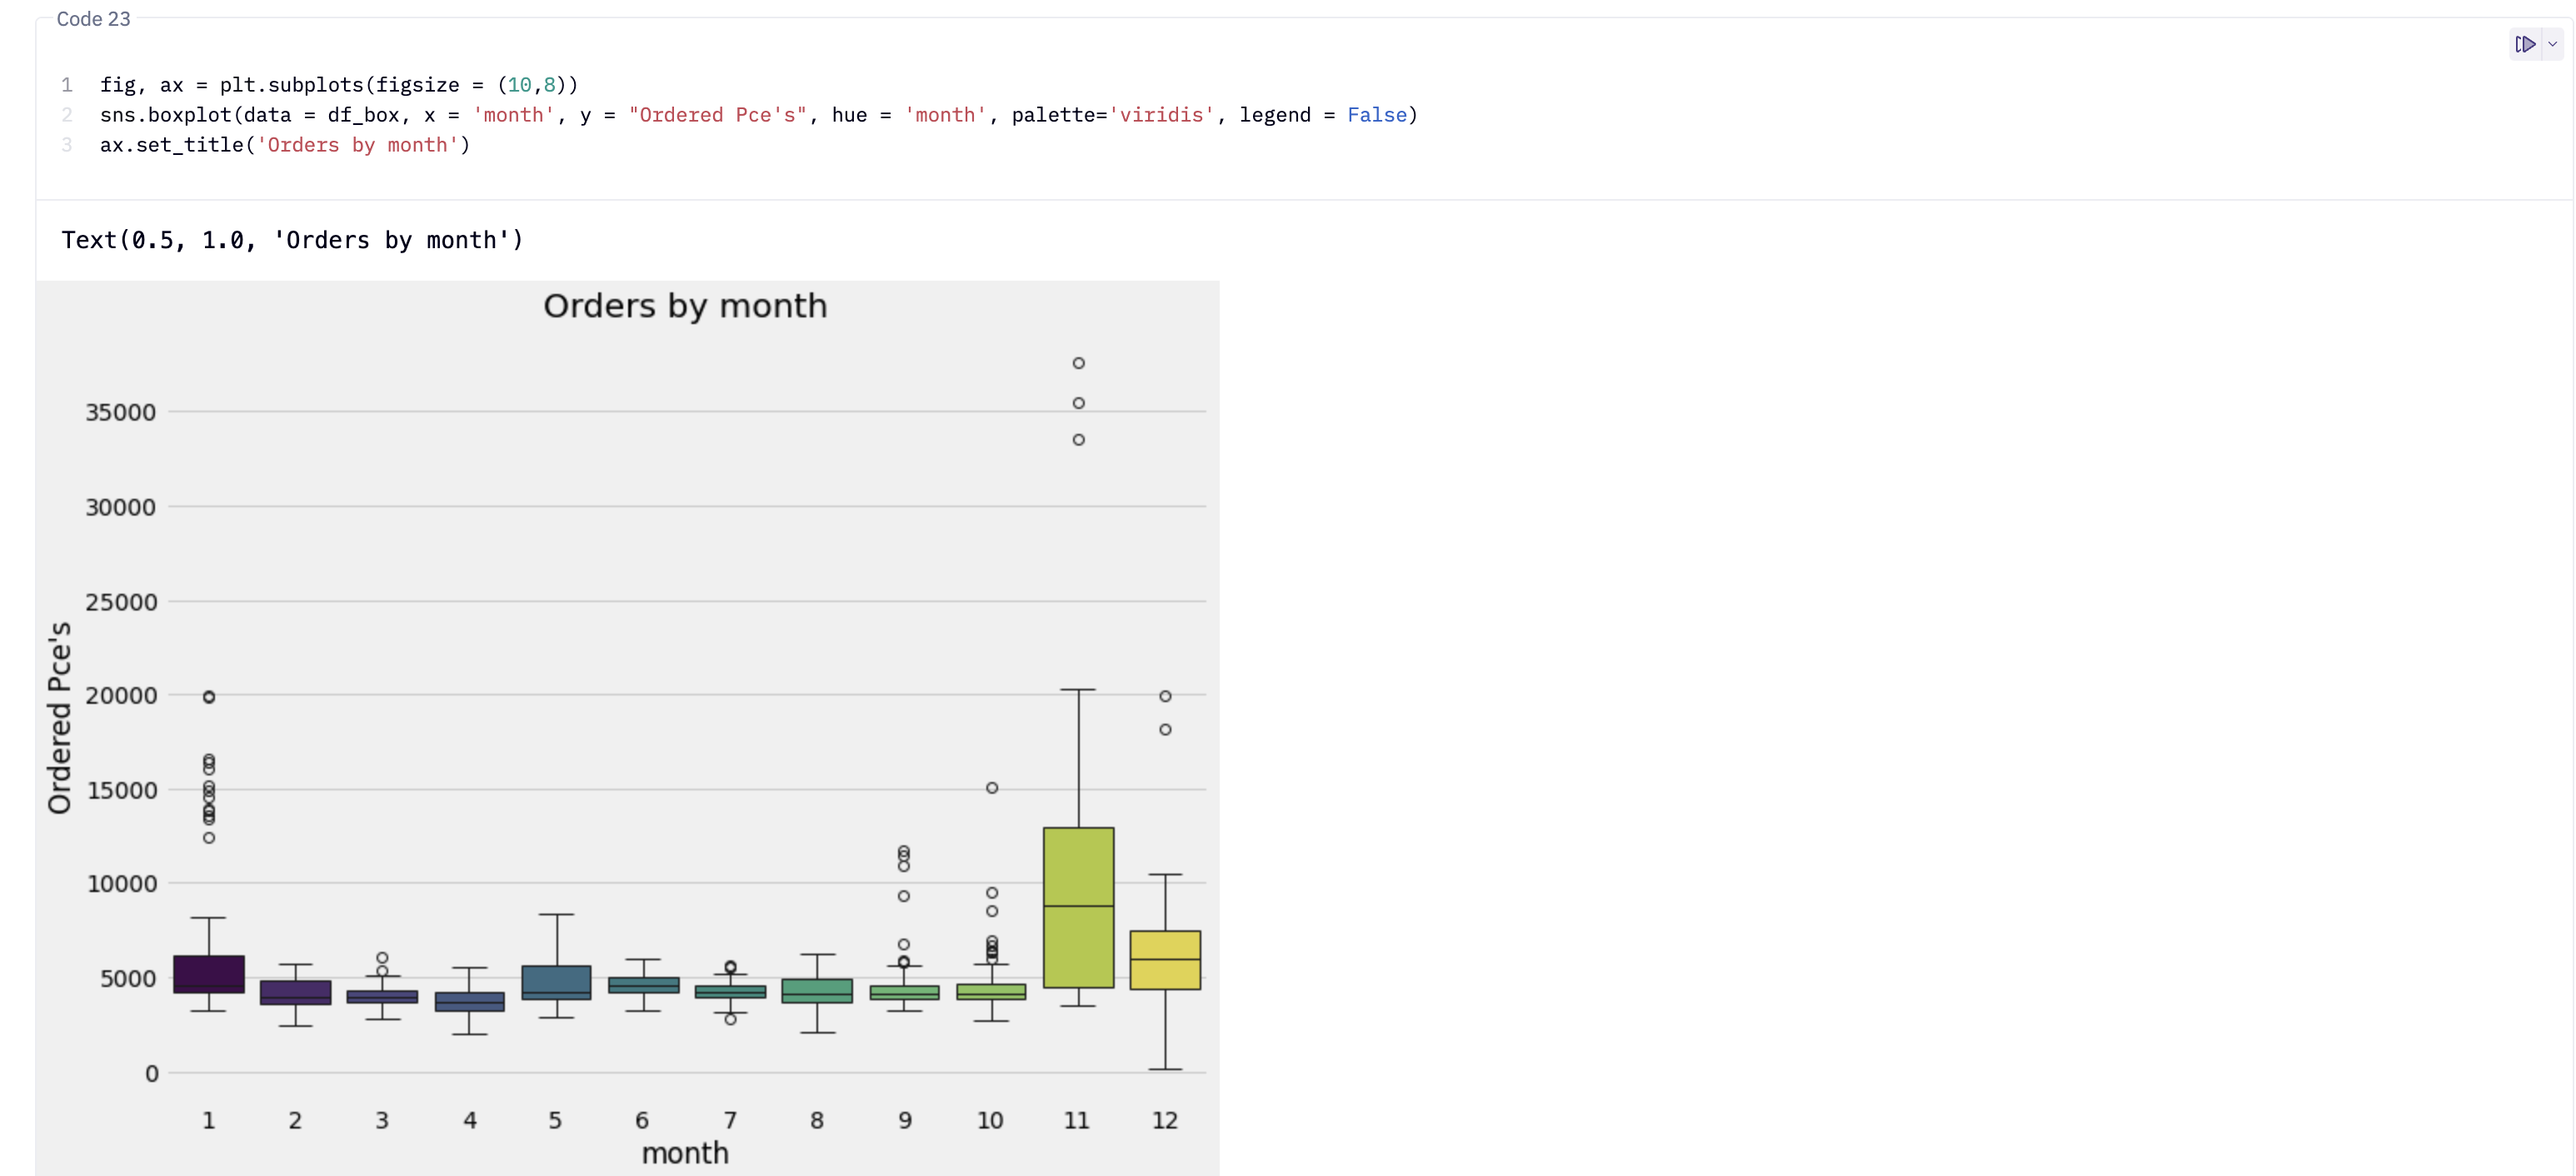 Code 23
1 fig, ax = plt.subplots(figsize = (10,8))
2 sns.boxplot(data = df_box, x = 'month', y = "Ordered Pce's", hue = 'month', palette='viridis', legend = False)
3 ax.set_title('Orders by month')
Text(0.5, 1.0, 'Orders by month')
Orders by month
Ordered Pce's
35000
30000
25000
20000
15000
10000
5000
0
1 2 3 4 5 6 7 8 9 10 11 12
month